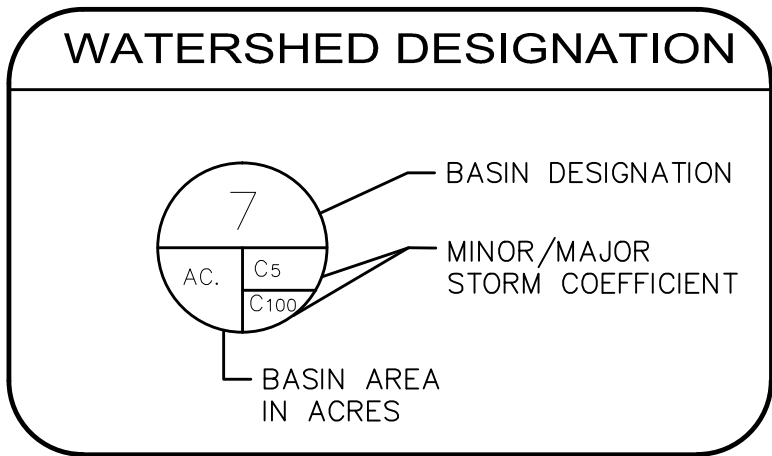 WATERSHED DESIGNATION
BASIN DESIGNATION
7
MINOR/MAJOR
STORM COEFFICIENT
AC.
C5
C100
BASIN AREA
IN ACRES